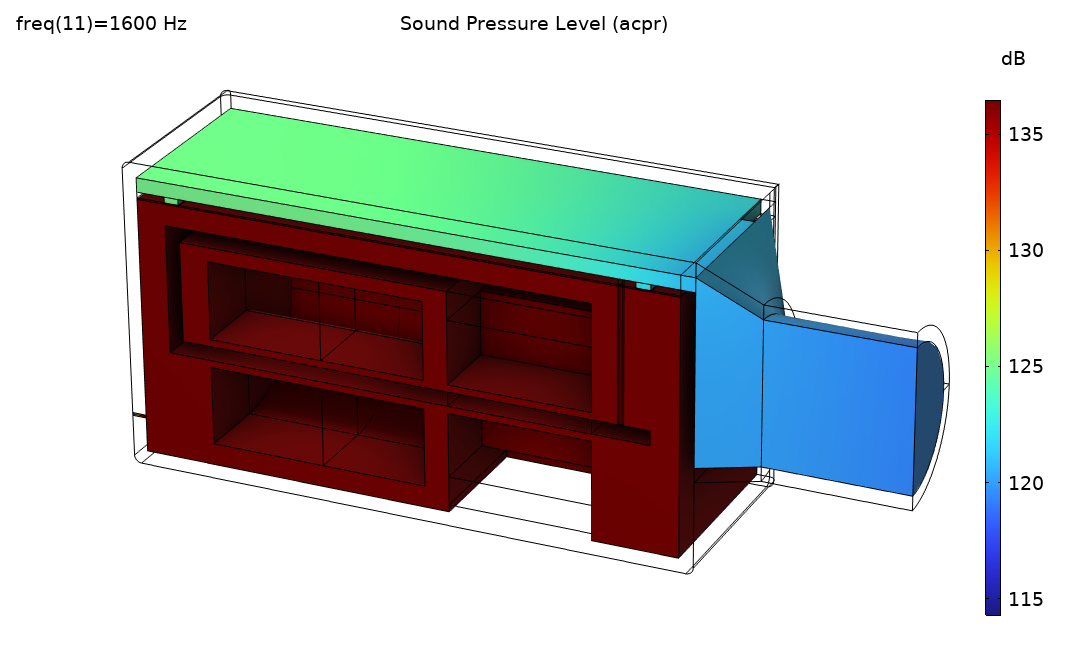 freq(11)=1600 Hz
Sound Pressure Level (acpr)
dB
135
130
125
120
115